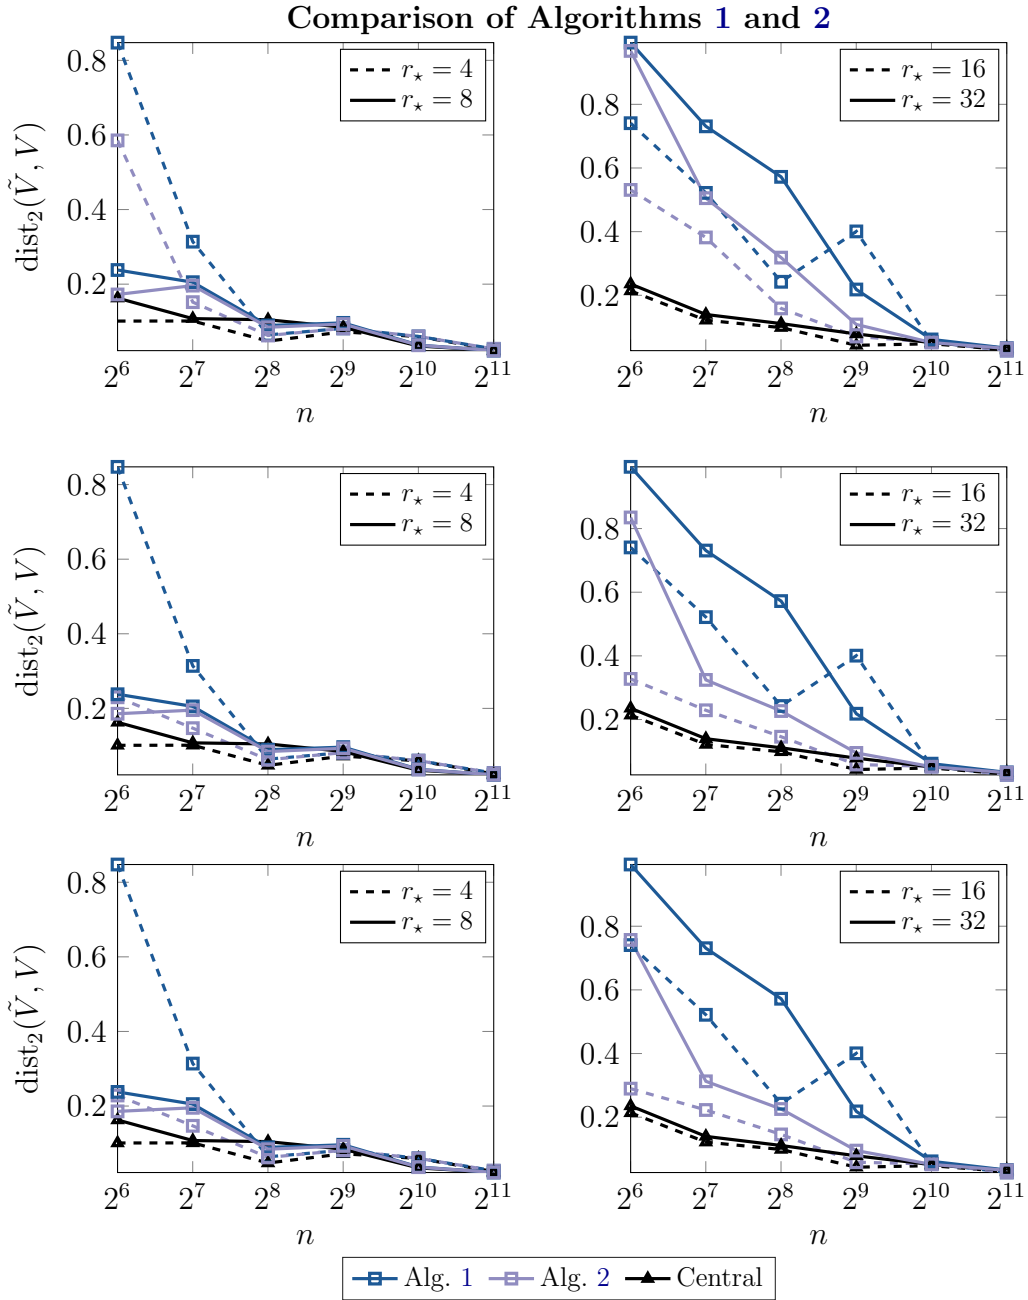 Comparison of Algorithms 1 and 2
dist₂(Ṽ, V)
0.8
0.6
0.4
0.2
r⋆ = 4
r⋆ = 8
2⁶ 2⁷ 2⁸ 2⁹ 2¹⁰ 2¹¹
n
0.8
0.6
0.4
0.2
r⋆ = 16
r⋆ = 32
2⁶ 2⁷ 2⁸ 2⁹ 2¹⁰ 2¹¹
n
dist₂(Ṽ, V)
0.8
0.6
0.4
0.2
r⋆ = 4
r⋆ = 8
2⁶ 2⁷ 2⁸ 2⁹ 2¹⁰ 2¹¹
n
0.8
0.6
0.4
0.2
r⋆ = 16
r⋆ = 32
2⁶ 2⁷ 2⁸ 2⁹ 2¹⁰ 2¹¹
n
dist₂(Ṽ, V)
0.8
0.6
0.4
0.2
r⋆ = 4
r⋆ = 8
2⁶ 2⁷ 2⁸ 2⁹ 2¹⁰ 2¹¹
n
0.8
0.6
0.4
0.2
r⋆ = 16
r⋆ = 32
2⁶ 2⁷ 2⁸ 2⁹ 2¹⁰ 2¹¹
n
Alg. 1 Alg. 2 Central